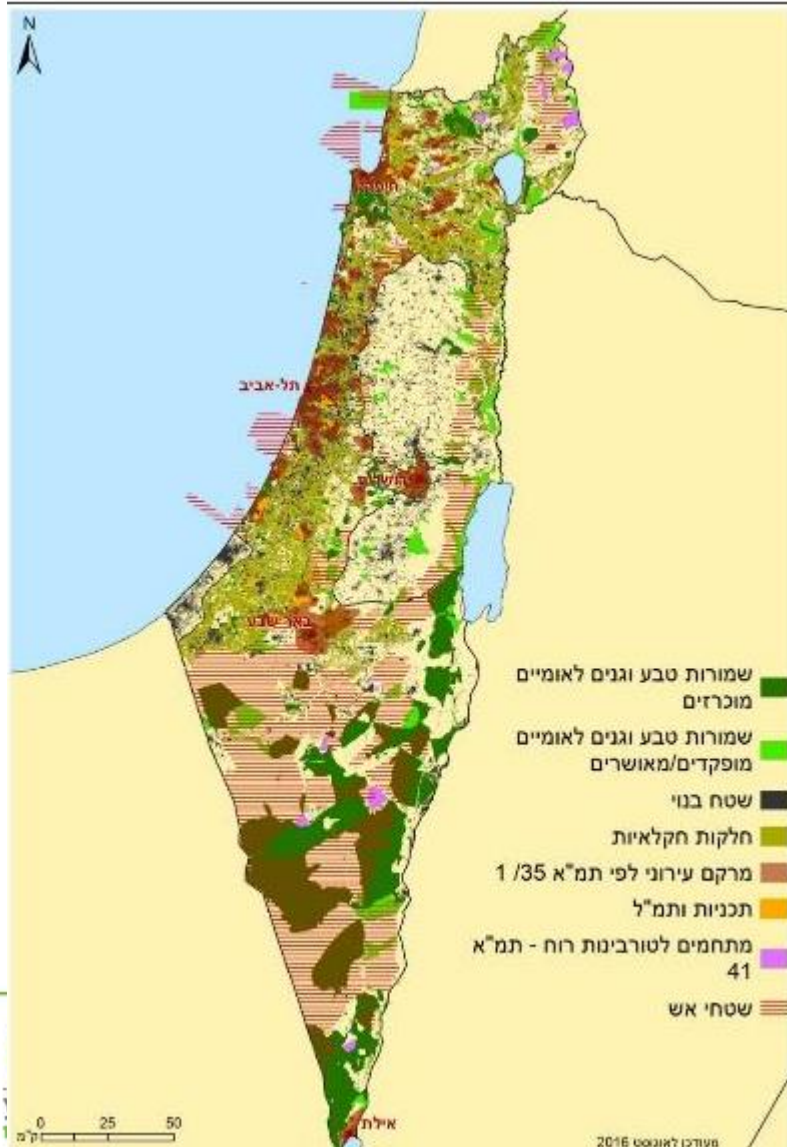 N
חיפה
תל-אביב
ירושלים
באר שבע
שמורות טבע וגנים לאומיים
מוכרזים
שמורות טבע וגנים לאומיים
מופקדים/מאושרים
שטח בנוי
חלקות חקלאיות
מרקם עירוני לפי תמ"א 35/ 1
תכניות ותמ"ל
מתחמים לטורבינות רוח - תמ"א
41
שטחי אש
אילת
0 25 50
ק"מ
מעודכן לאוגוסט 2016